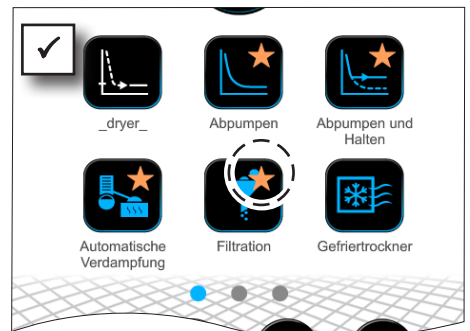 _dryer_
Abpumpen
Abpumpen und
Halten
Automatische
Verdampfung
Filtration
Gefriertrockner